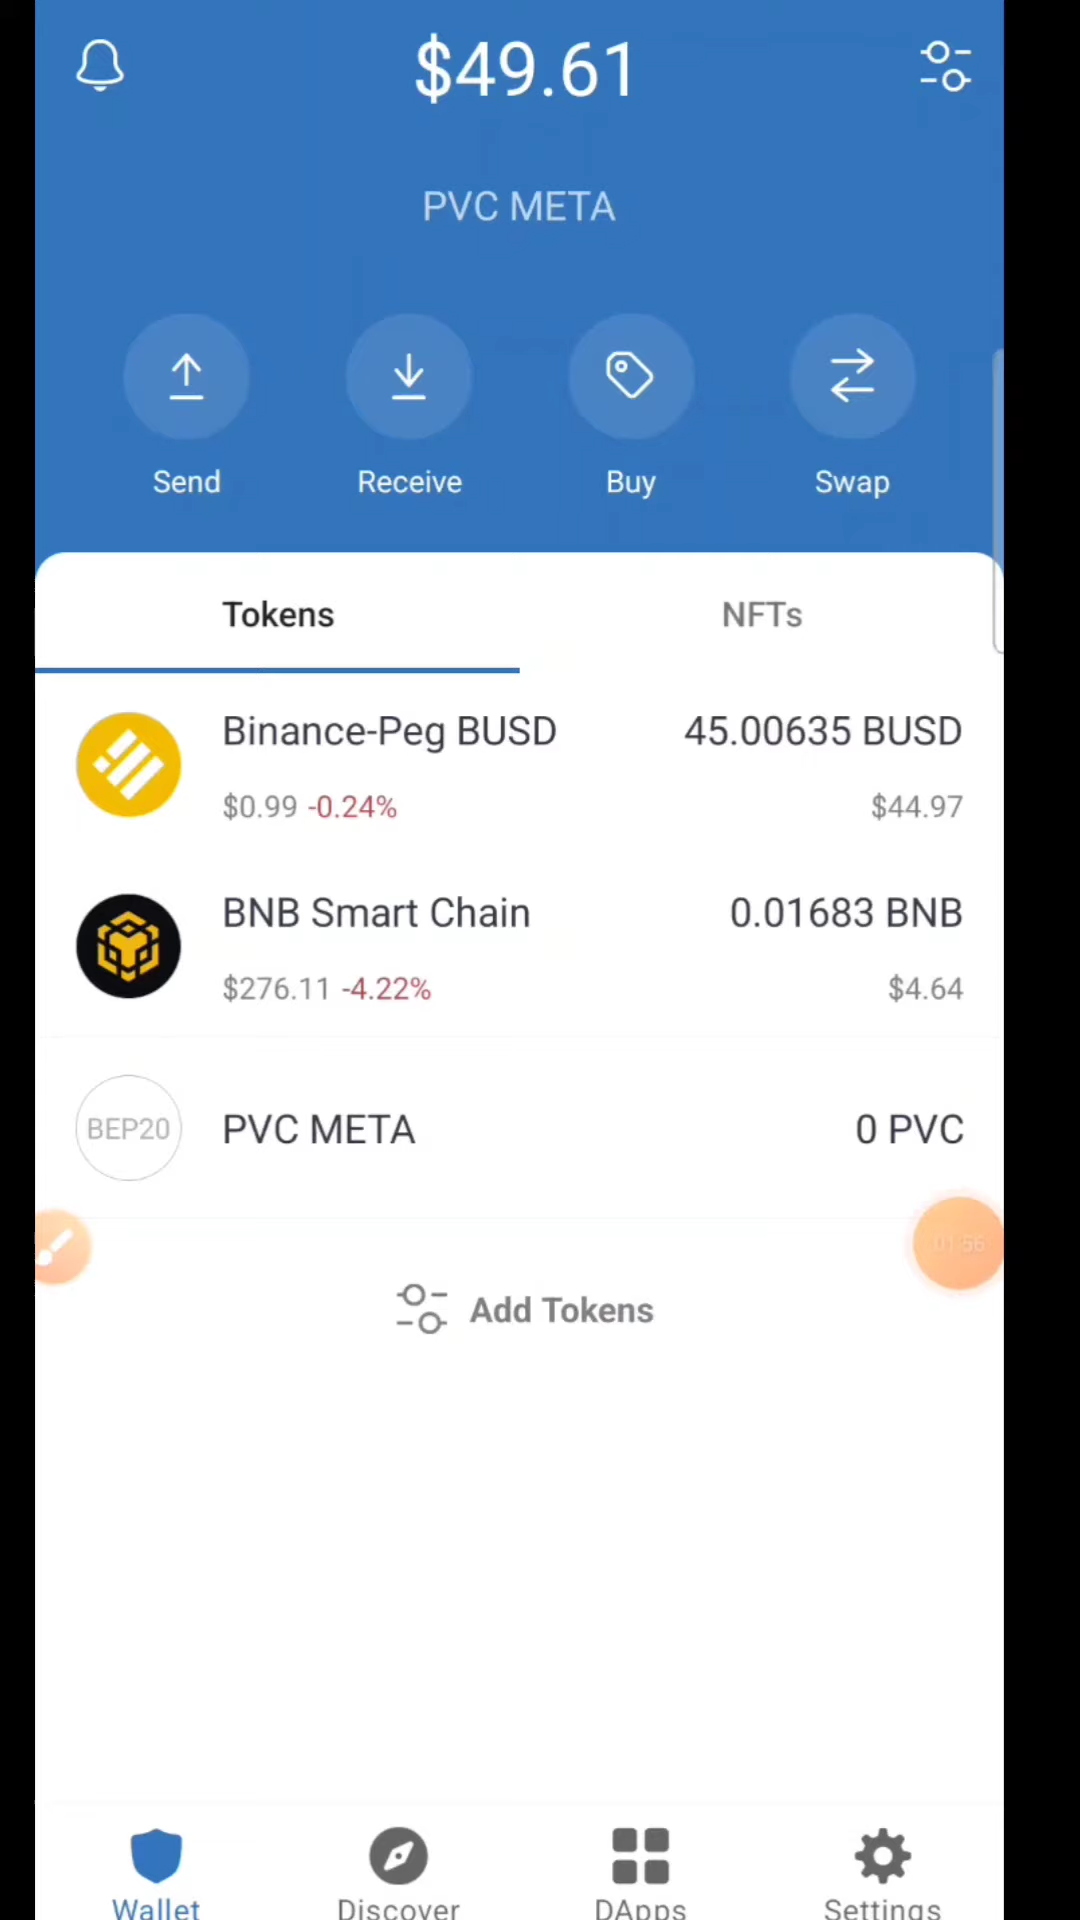 $49.61
PVC META
Send Receive Buy Swap
Tokens NFTs
Binance-Peg BUSD 45.00635 BUSD
$0.99 -0.24% $44.97
BNB Smart Chain 0.01683 BNB
$276.11 -4.22% $4.64
BEP20 PVC META 0 PVC
01:56
Add Tokens
Wallet Discover DApps Settings